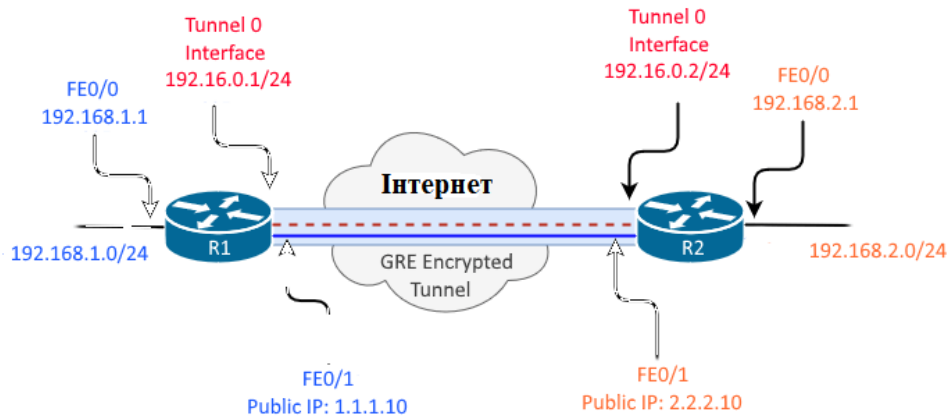 Tunnel 0
Interface
192.16.0.1/24
Tunnel 0
Interface
192.16.0.2/24
FE0/0
192.168.1.1
FE0/0
192.168.2.1
Інтернет
R1
R2
192.168.1.0/24
GRE Encrypted
Tunnel
192.168.2.0/24
FE0/1
Public IP: 1.1.1.10
FE0/1
Public IP: 2.2.2.10